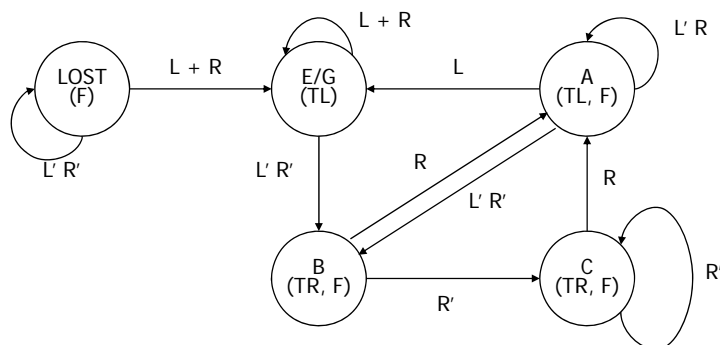 L + R
L' R
L + R
LOST
(F)
E/G
(TL)
L
A
(TL, F)
L' R'
L' R'
R
L' R'
R
B
(TR, F)
C
(TR, F)
R'
R'